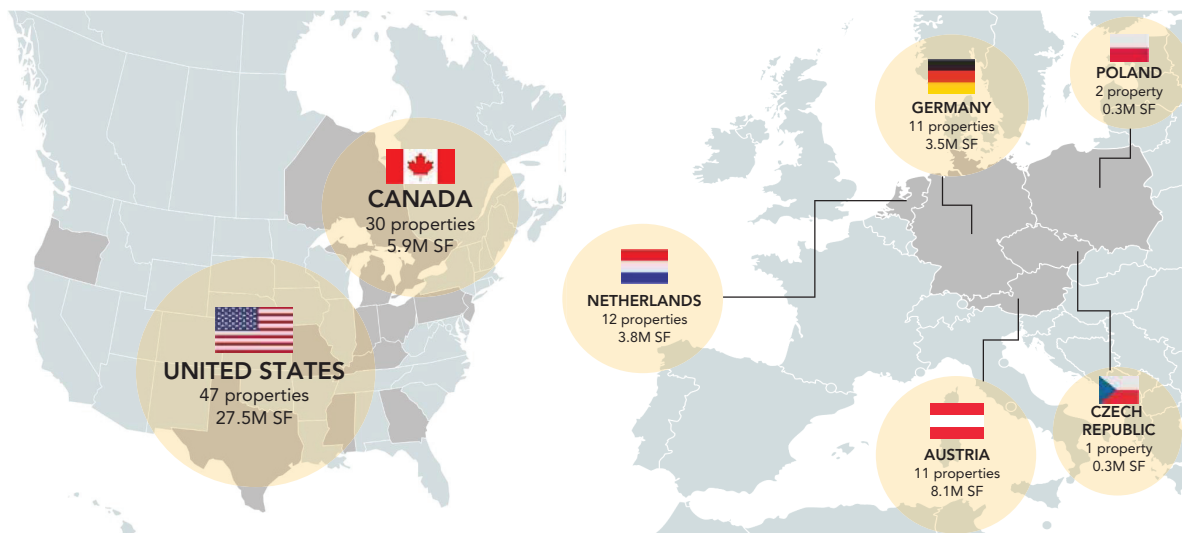 CANADA
30 properties
5.9M SF
UNITED STATES
47 properties
27.5M SF
GERMANY
11 properties
3.5M SF
POLAND
2 property
0.3M SF
NETHERLANDS
12 properties
3.8M SF
AUSTRIA
11 properties
8.1M SF
CZECH
REPUBLIC
1 property
0.3M SF